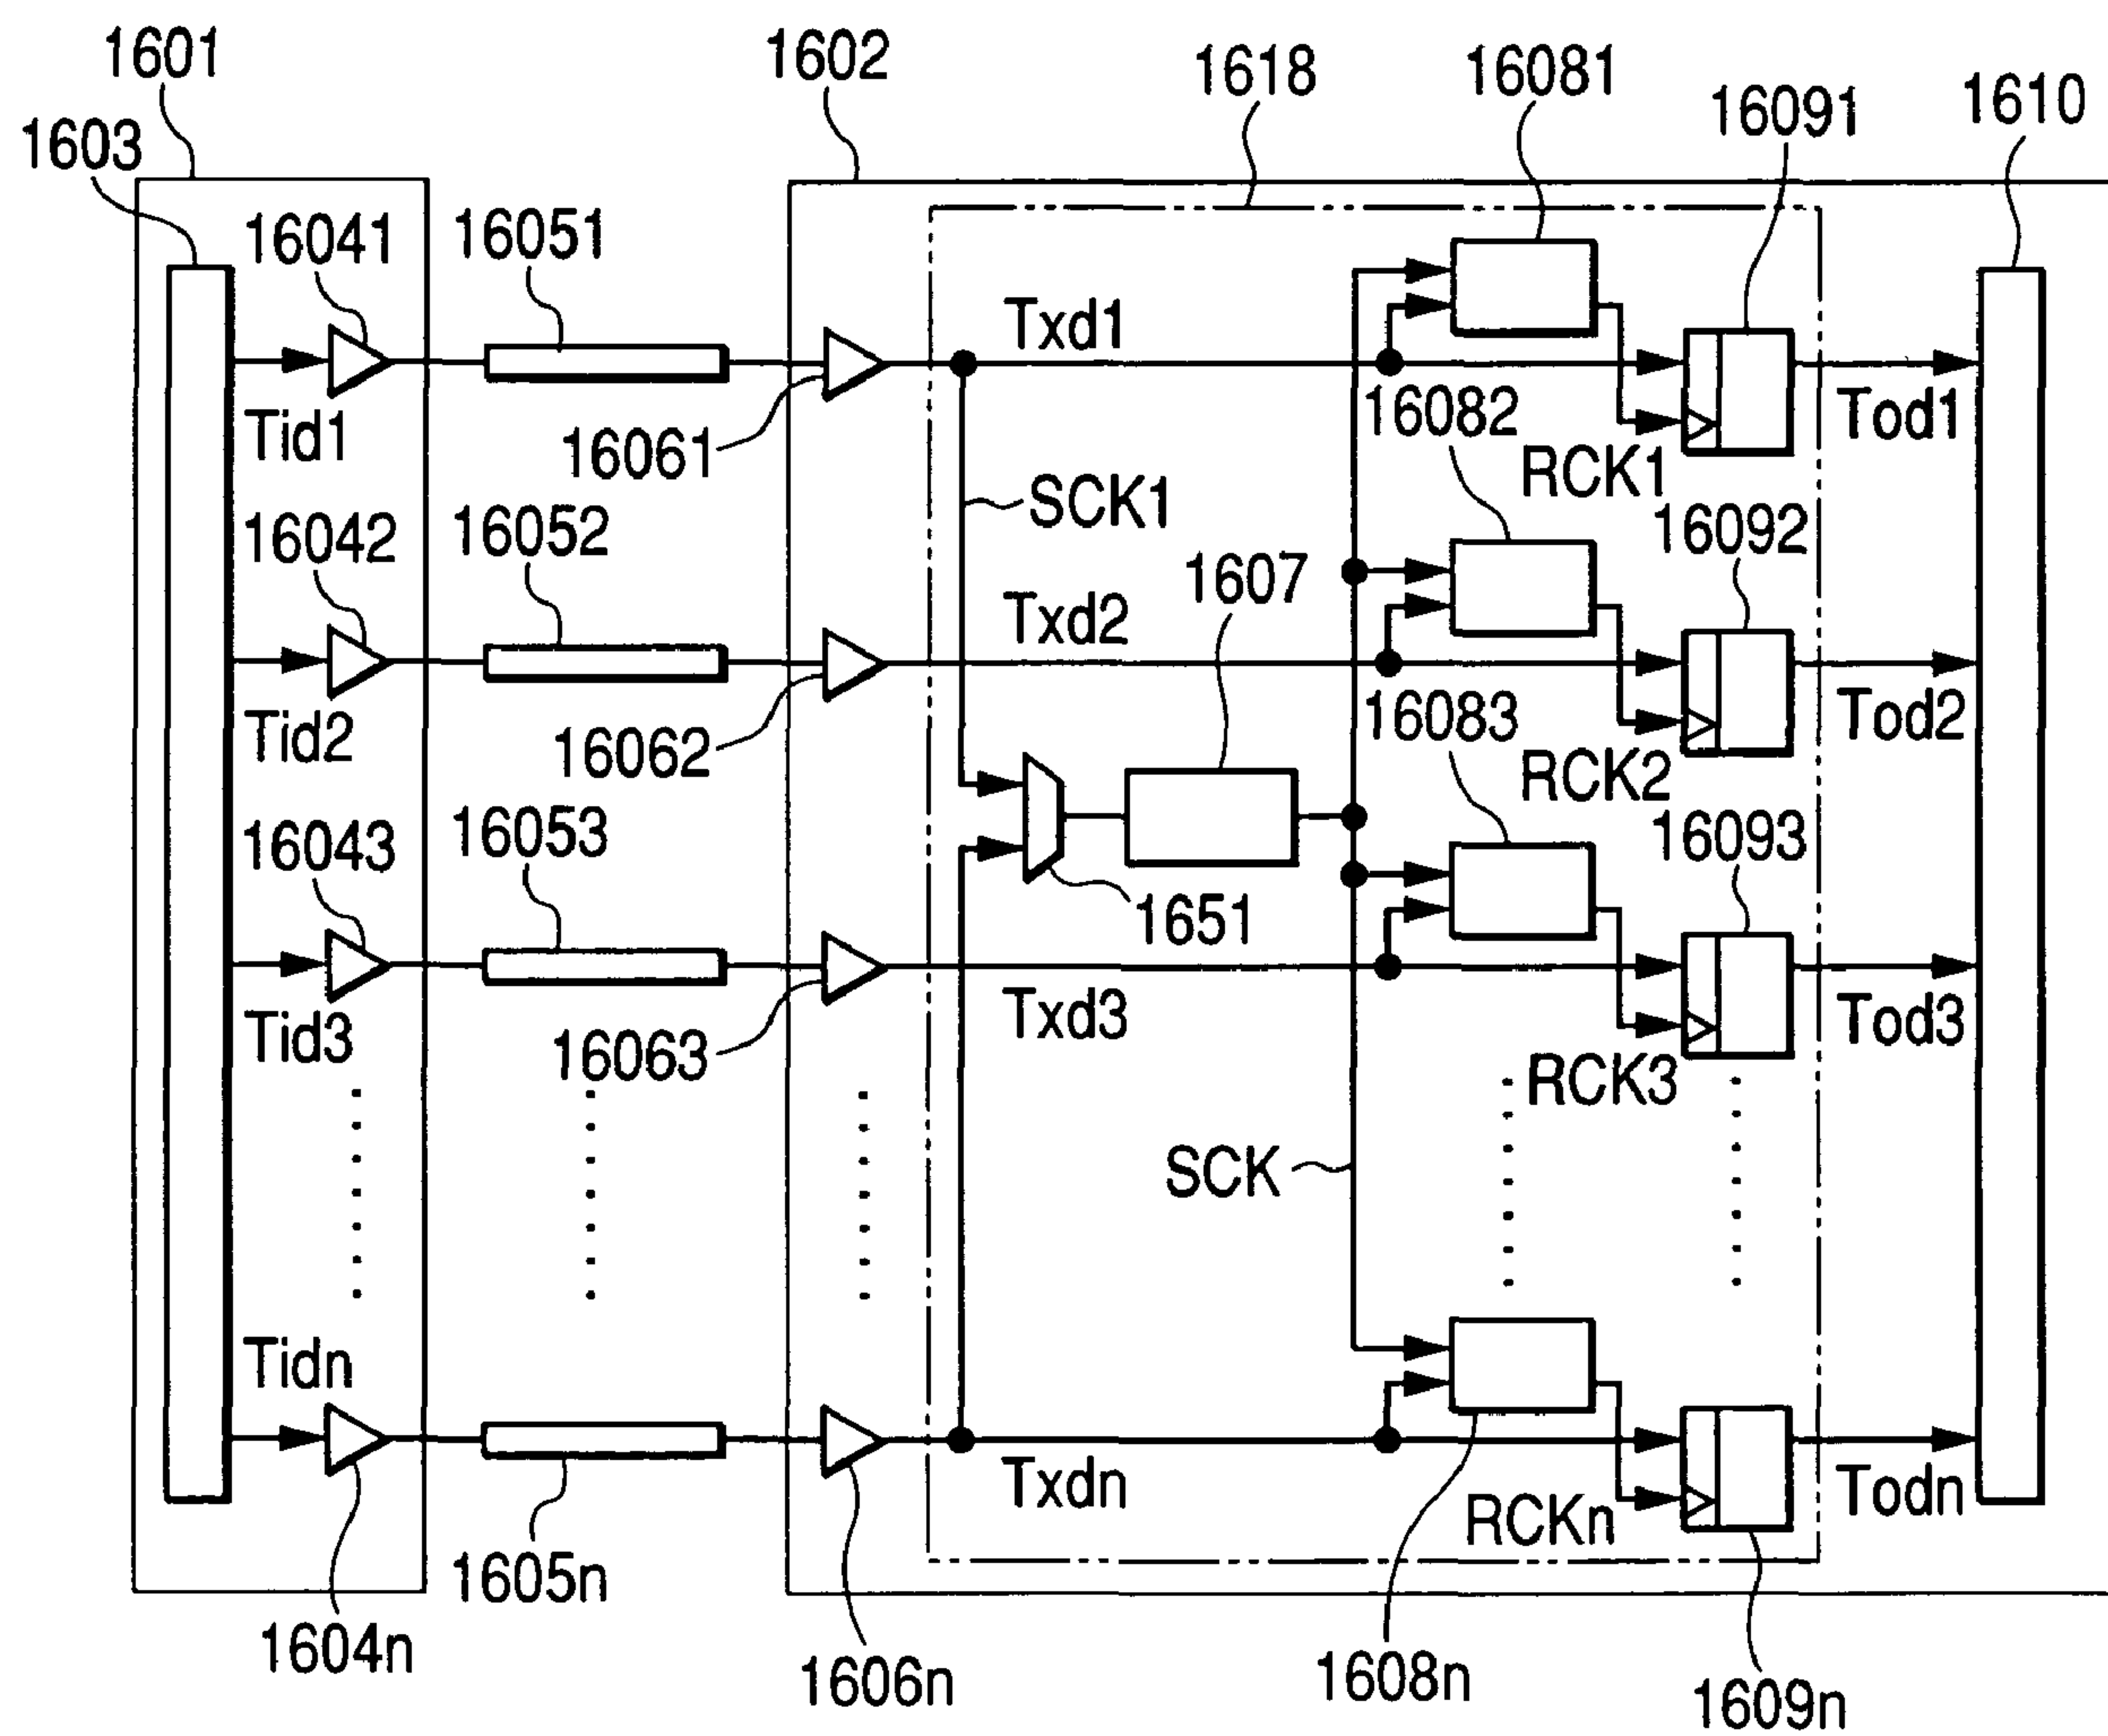 1601
1602
1618
16081
16091
1610
1603
16041
16051
Txd1
Tid1
16061
16082
Tod1
RCK1
SCK1
16042
16052
16092
1607
Txd2
Tid2
16062
16083
Tod2
RCK2
16043
16053
16093
1651
Tid3
Txd3
16063
Tod3
RCK3
SCK
Tidn
Txdn
RCKn
Todn
1605n
1604n
1606n
1608n
1609n